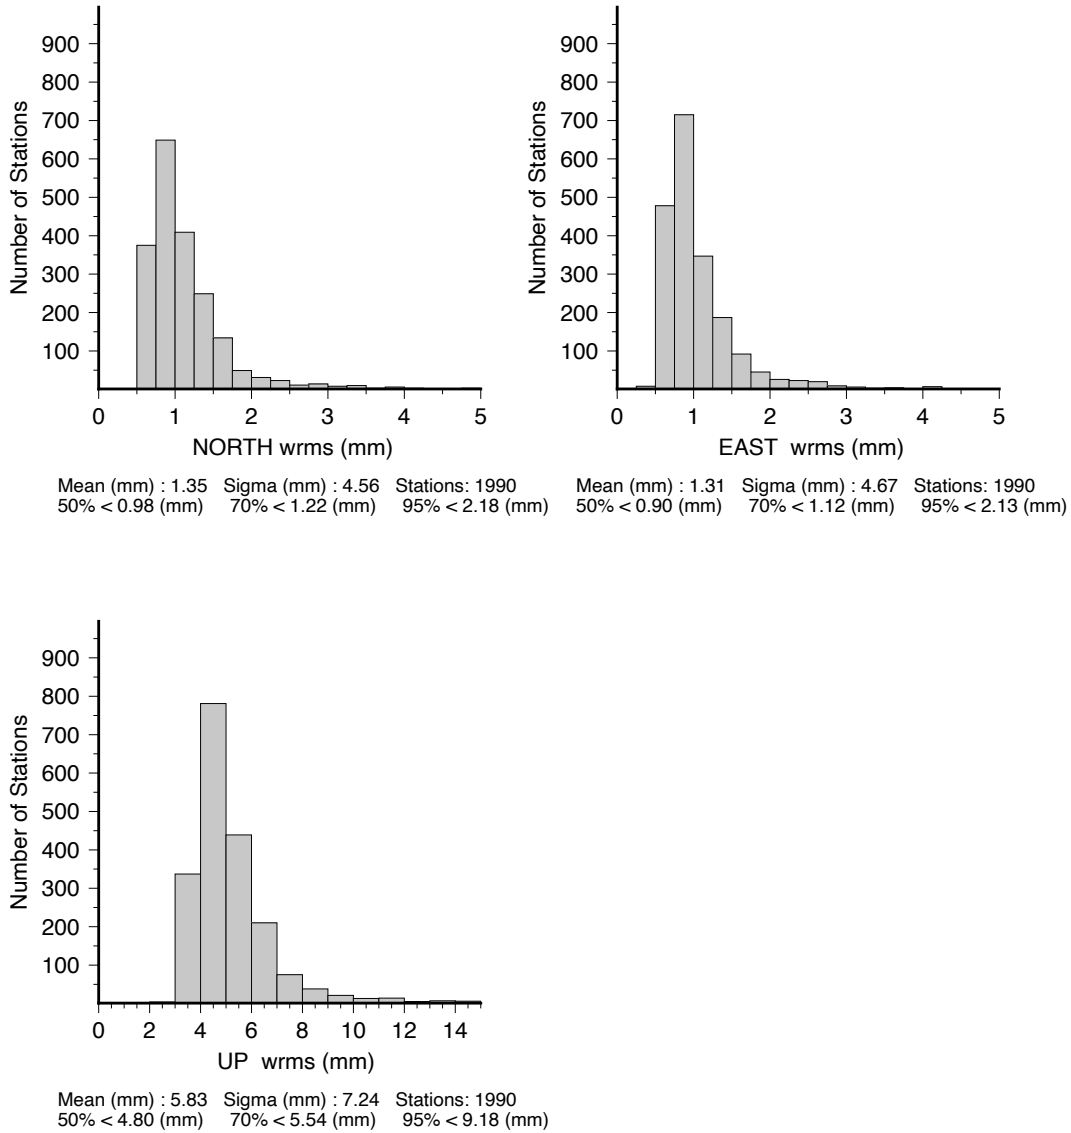 900
800
700
600
500
400
300
200
100
Number of Stations
0 1 2 3 4 5
NORTH wrms (mm)
Mean (mm) : 1.35 Sigma (mm) : 4.56 Stations: 1990
50% < 0.98 (mm) 70% < 1.22 (mm) 95% < 2.18 (mm)
900
800
700
600
500
400
300
200
100
Number of Stations
0 1 2 3 4 5
EAST wrms (mm)
Mean (mm) : 1.31 Sigma (mm) : 4.67 Stations: 1990
50% < 0.90 (mm) 70% < 1.12 (mm) 95% < 2.13 (mm)
900
800
700
600
500
400
300
200
100
Number of Stations
0 2 4 6 8 10 12 14
UP wrms (mm)
Mean (mm) : 5.83 Sigma (mm) : 7.24 Stations: 1990
50% < 4.80 (mm) 70% < 5.54 (mm) 95% < 9.18 (mm)